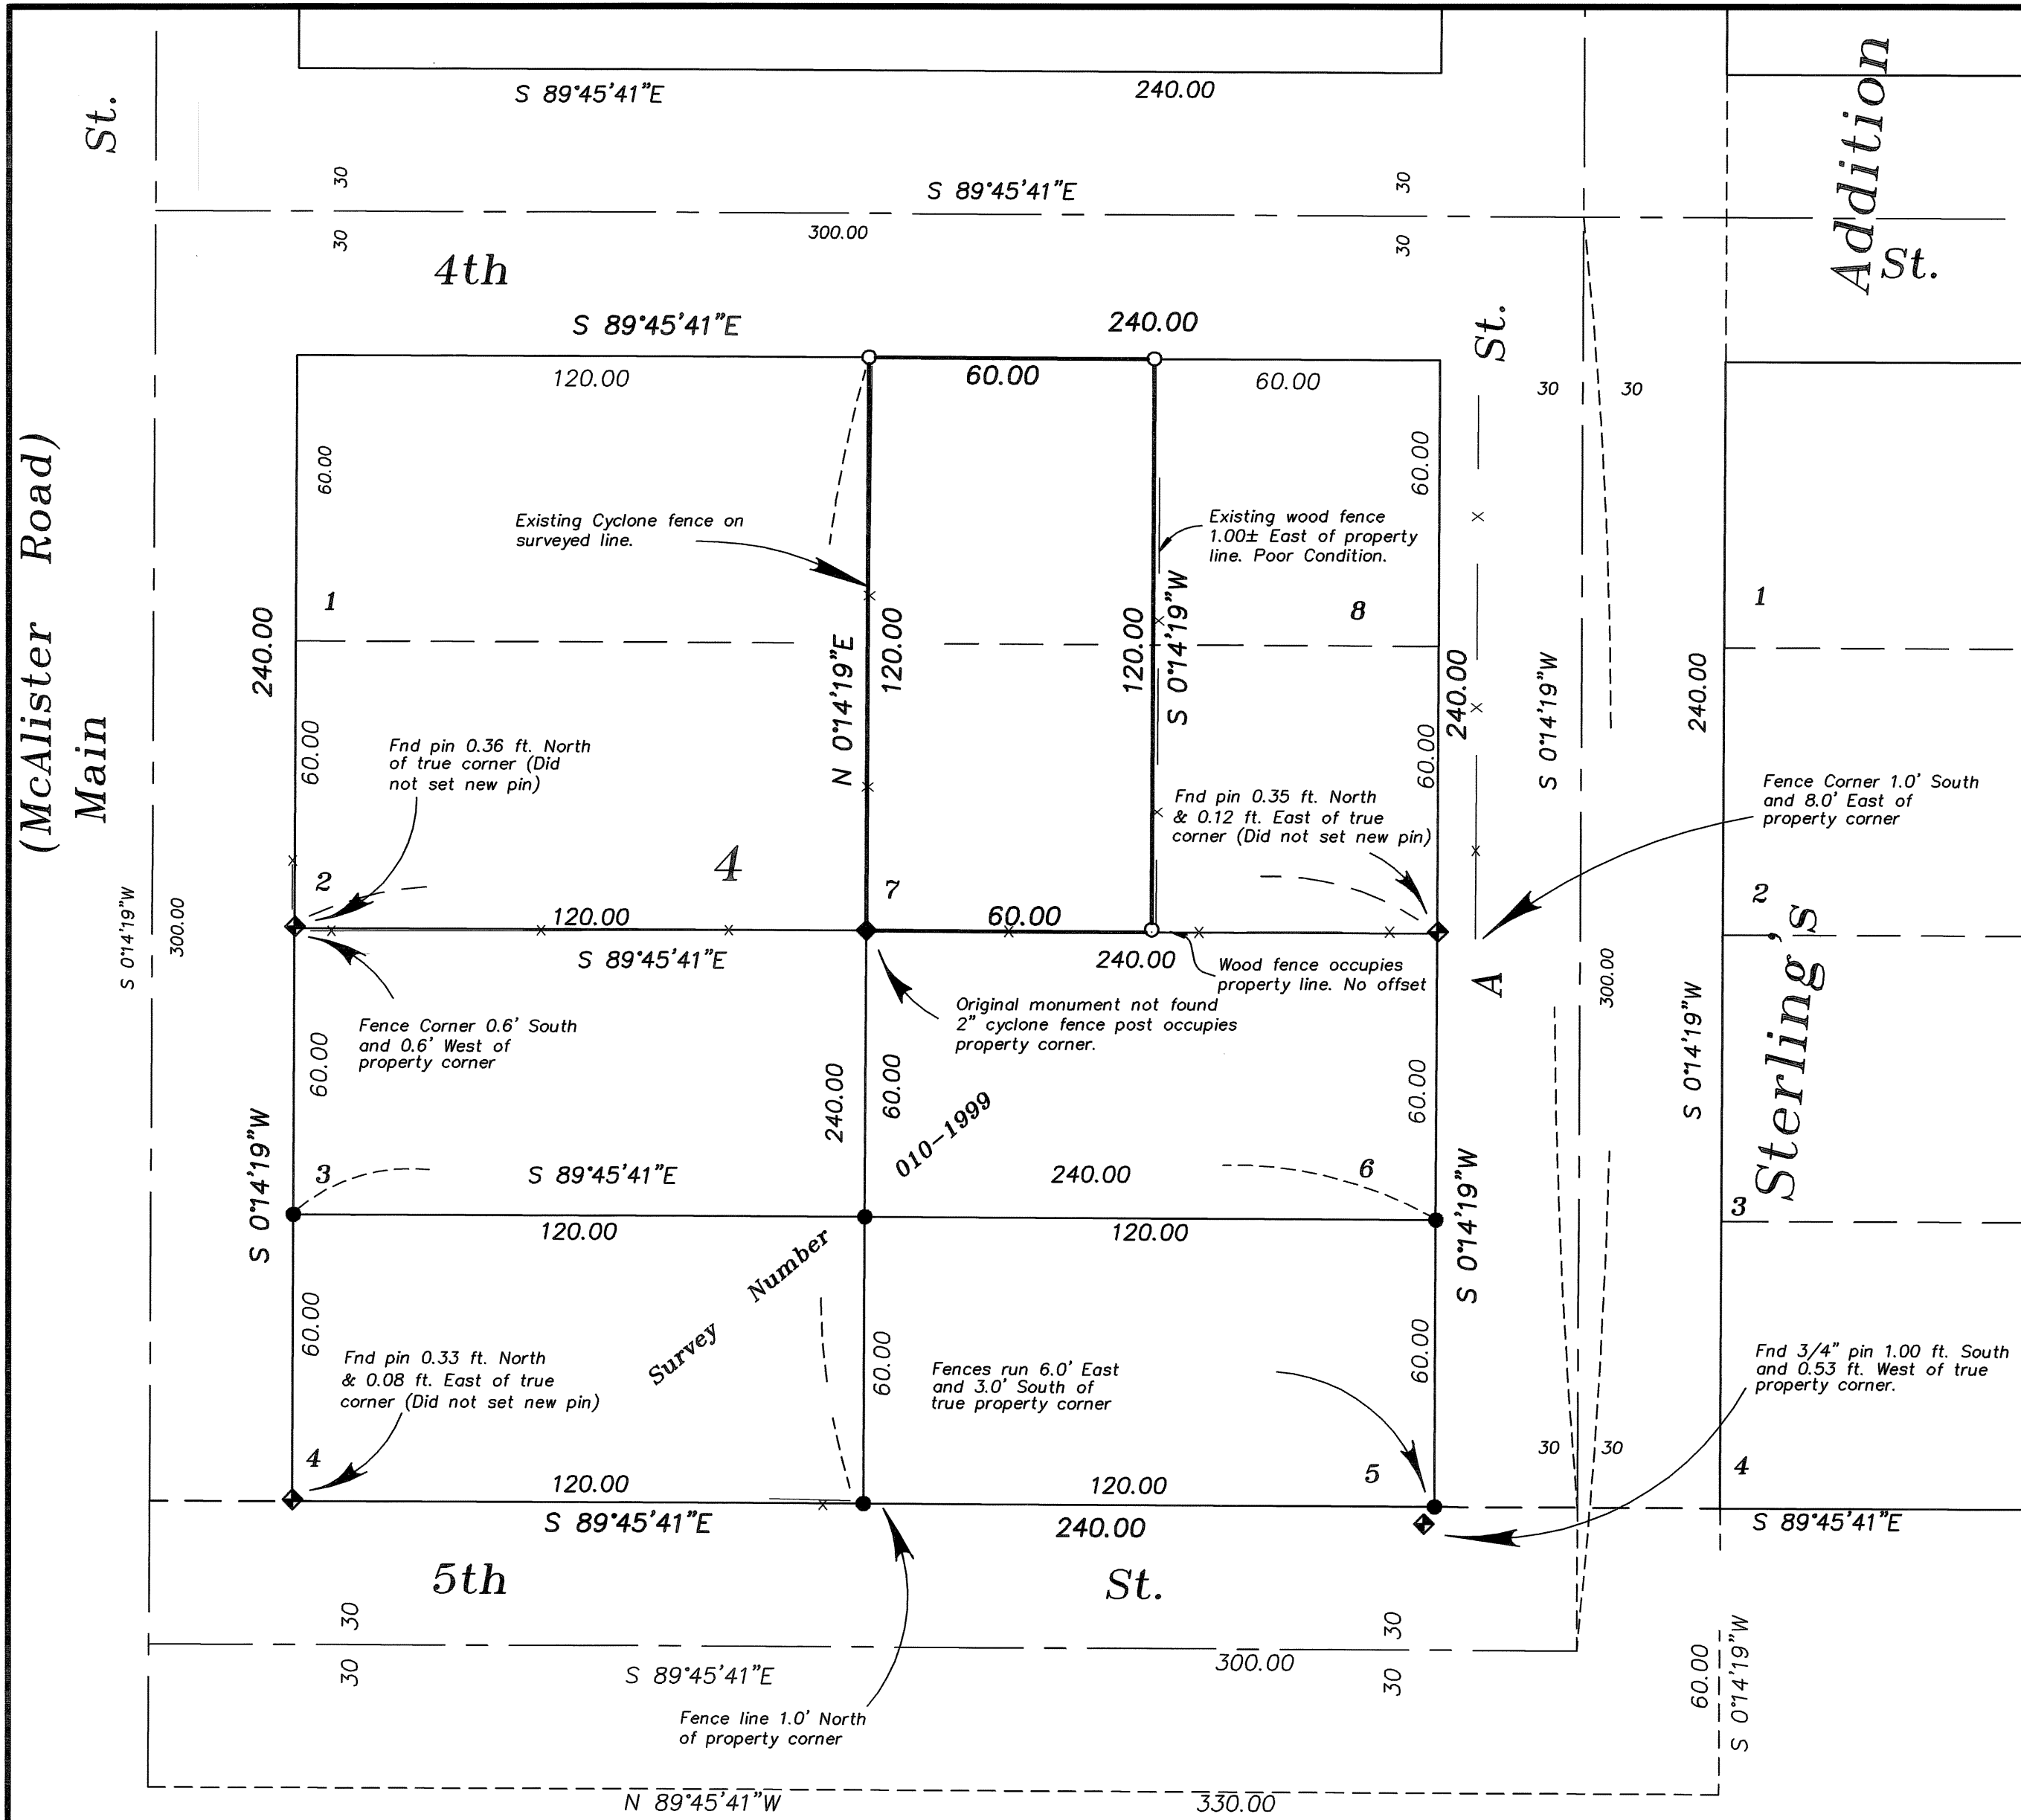 S 89°45'41"E
240.00
St.
Addition
30
30
S 89°45'41"E
30
300.00
30
4th
St.
S 89°45'41"E
240.00
St.
120.00
60.00
60.00
30
30
(McAlister Road)
Main
60.00
60.00
Existing Cyclone fence on
surveyed line.
Existing wood fence
1.00± East of property
line. Poor Condition.
1
8
1
240.00
N 0°14'19"E
120.00
120.00
S 0°14'19"W
240.00
S 0°14'19"W
240.00
60.00
60.00
Fnd pin 0.36 ft. North
of true corner (Did
not set new pin)
Fnd pin 0.35 ft. North
& 0.12 ft. East of true
corner (Did not set new pin)
Fence Corner 1.0' South
and 8.0' East of
property corner
2
4
7
2
S 0°14'19"W
300.00
120.00
60.00
S 89°45'41"E
240.00
Wood fence occupies
property line. No offset
A
300.00
Sterling's
Original monument not found
2" cyclone fence post occupies
property corner.
Fence Corner 0.6' South
and 0.6' West of
property corner
60.00
240.00
60.00
60.00
S 0°14'19"W
010-1999
S 0°14'19"W
3
S 89°45'41"E
240.00
6
3
120.00
120.00
S 0°14'19"W
Survey Number
60.00
60.00
60.00
Fnd pin 0.33 ft. North
& 0.08 ft. East of true
corner (Did not set new pin)
Fences run 6.0' East
and 3.0' South of
true property corner
Fnd 3/4" pin 1.00 ft. South
and 0.53 ft. West of true
property corner.
30
30
4
5
4
120.00
120.00
S 89°45'41"E
240.00
S 89°45'41"E
5th
St.
30
30
30
S 89°45'41"E
300.00
30
60.00
S 0°14'19"W
Fence line 1.0' North
of property corner
N 89°45'41"W
330.00